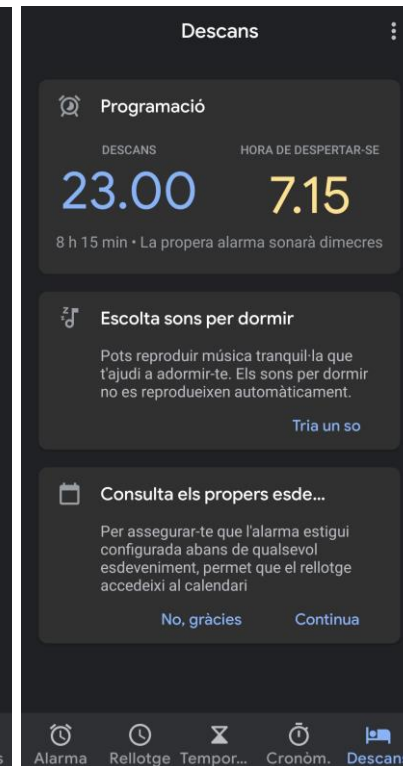 Descans
Programació
DESCANS
HORA DE DESPERTAR-SE
23.00
7.15
8 h 15 min • La propera alarma sonarà dimecres
Escolta sons per dormir
Pots reproduir música tranquil·la que
t'ajudi a adormir-te. Els sons per dormir
no es reprodueixen automàticament.
Tria un so
Consulta els propers esde...
Per assegurar-te que l'alarma estigui
configurada abans de qualsevol
esdeveniment, permet que el rellotge
accedeixi al calendari
No, gràcies
Continua
Alarma
Rellotge
Tempor...
Cronòm.
Descans